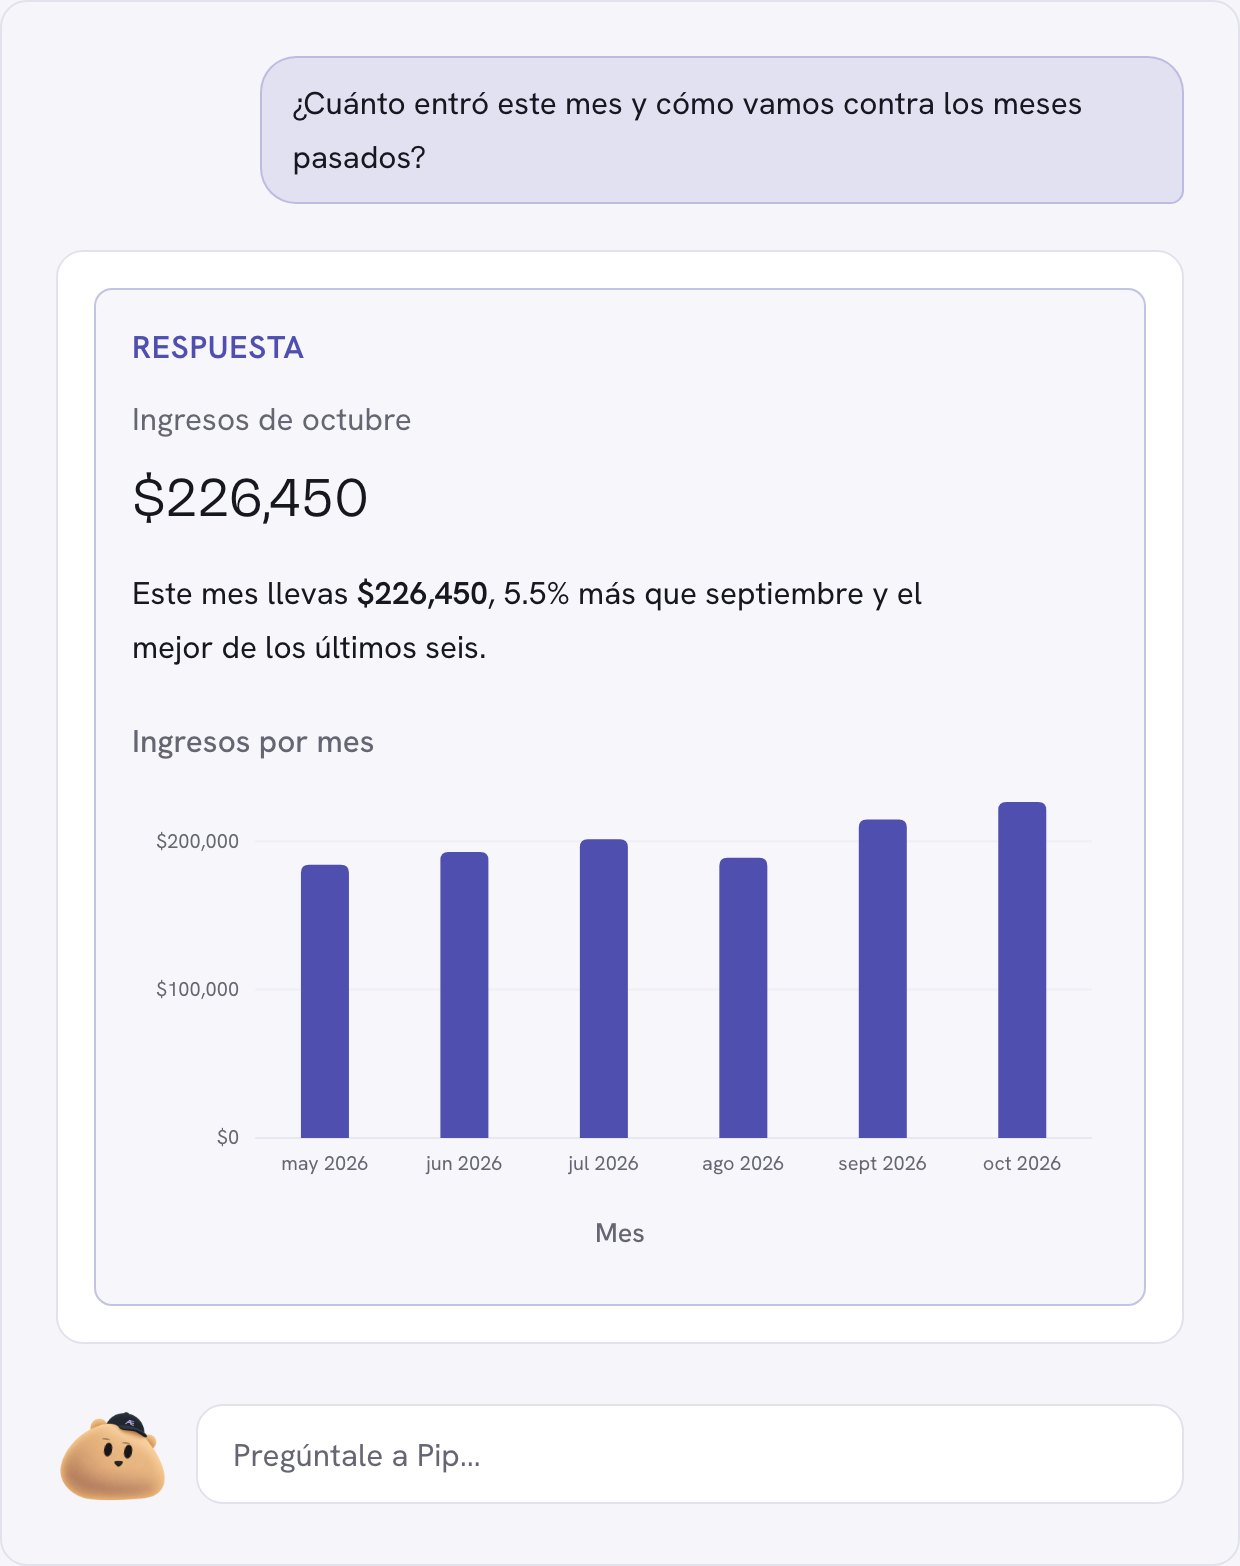 ¿Cuánto entró este mes y cómo vamos contra los meses
pasados?
RESPUESTA
Ingresos de octubre
$226,450
Este mes llevas $226,450, 5.5% más que septiembre y el
mejor de los últimos seis.
Ingresos por mes
$200,000
$100,000
$0
may 2026
jun 2026
jul 2026
ago 2026
sept 2026
oct 2026
Mes
Pregúntale a Pip...